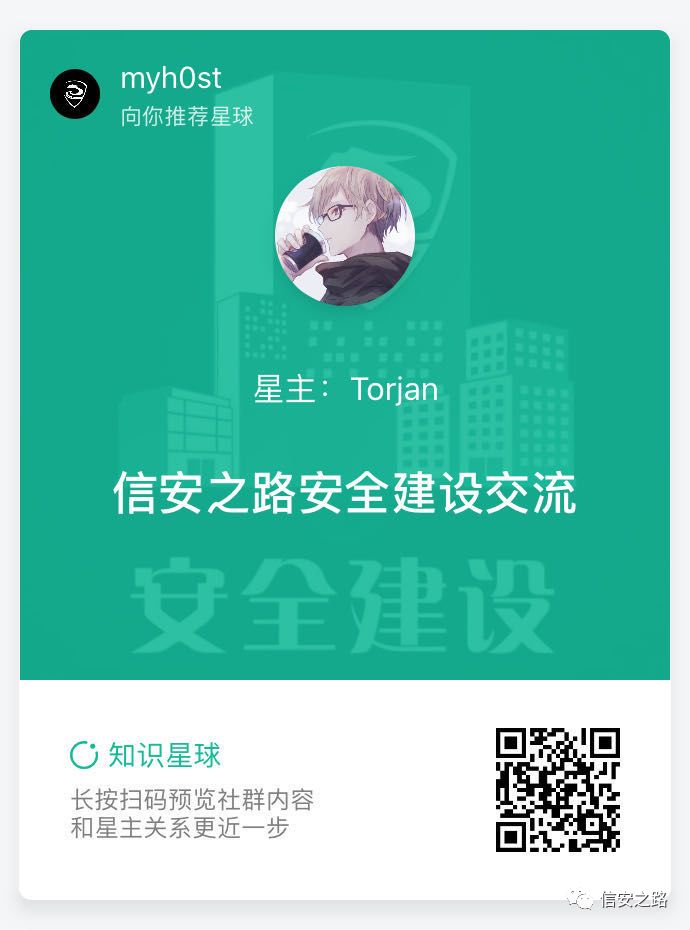 myh0st
向你推荐星球
星主： Torjan
信安之路安全建设交流
安全建设
知识星球
长按扫码预览社群内容
和星主关系更近一步
信安之路